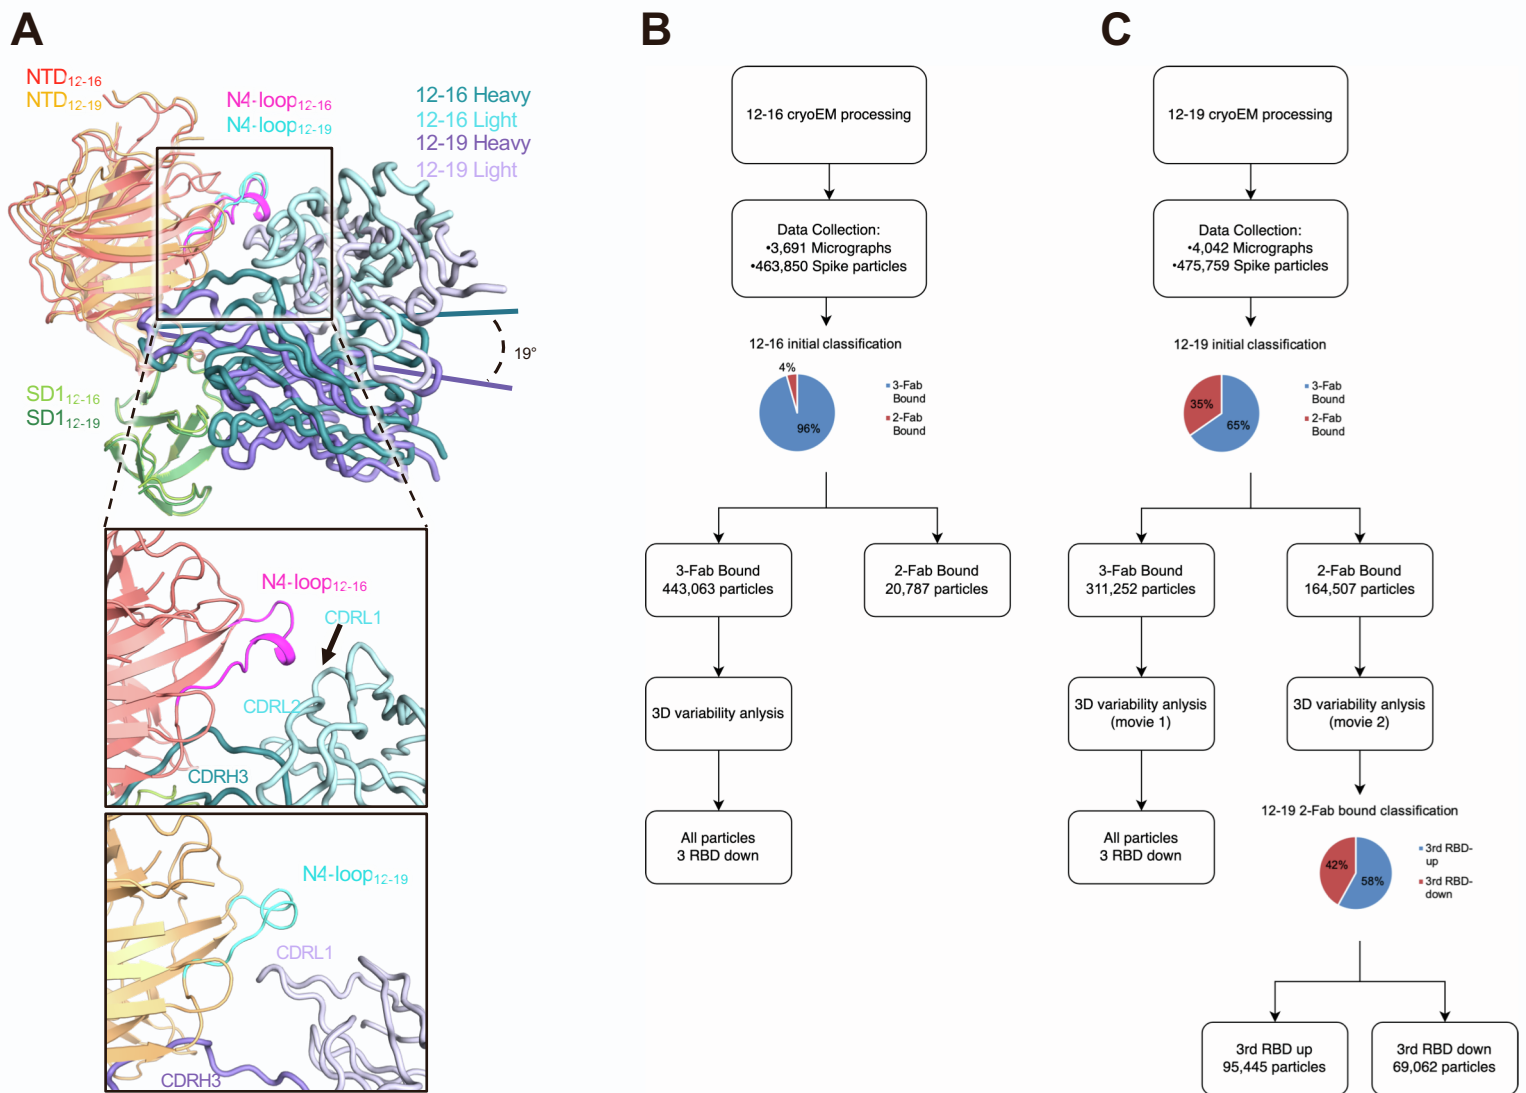 A
NTD12-16
NTD12-19
N4-loop12-16
N4-loop12-19
12-16 Heavy
12-16 Light
12-19 Heavy
12-19 Light
19°
SD112-16
SD112-19
N4-loop12-16
CDRL1
CDRL2
CDRH3
N4-loop12-19
CDRL1
CDRH3
B
12-16 cryoEM processing
Data Collection:
•3,691 Micrographs
•463,850 Spike particles
12-16 initial classification
4%
96%
3-Fab
Bound
2-Fab
Bound
3-Fab Bound
443,063 particles
2-Fab Bound
20,787 particles
3D variability anlysis
All particles
3 RBD down
C
12-19 cryoEM processing
Data Collection:
•4,042 Micrographs
•475,759 Spike particles
12-19 initial classification
35%
65%
3-Fab
Bound
2-Fab
Bound
3-Fab Bound
311,252 particles
2-Fab Bound
164,507 particles
3D variability anlysis
(movie 1)
3D variability anlysis
(movie 2)
All particles
3 RBD down
12-19 2-Fab bound classification
42%
58%
3rd RBD-
up
3rd RBD-
down
3rd RBD up
95,445 particles
3rd RBD down
69,062 particles